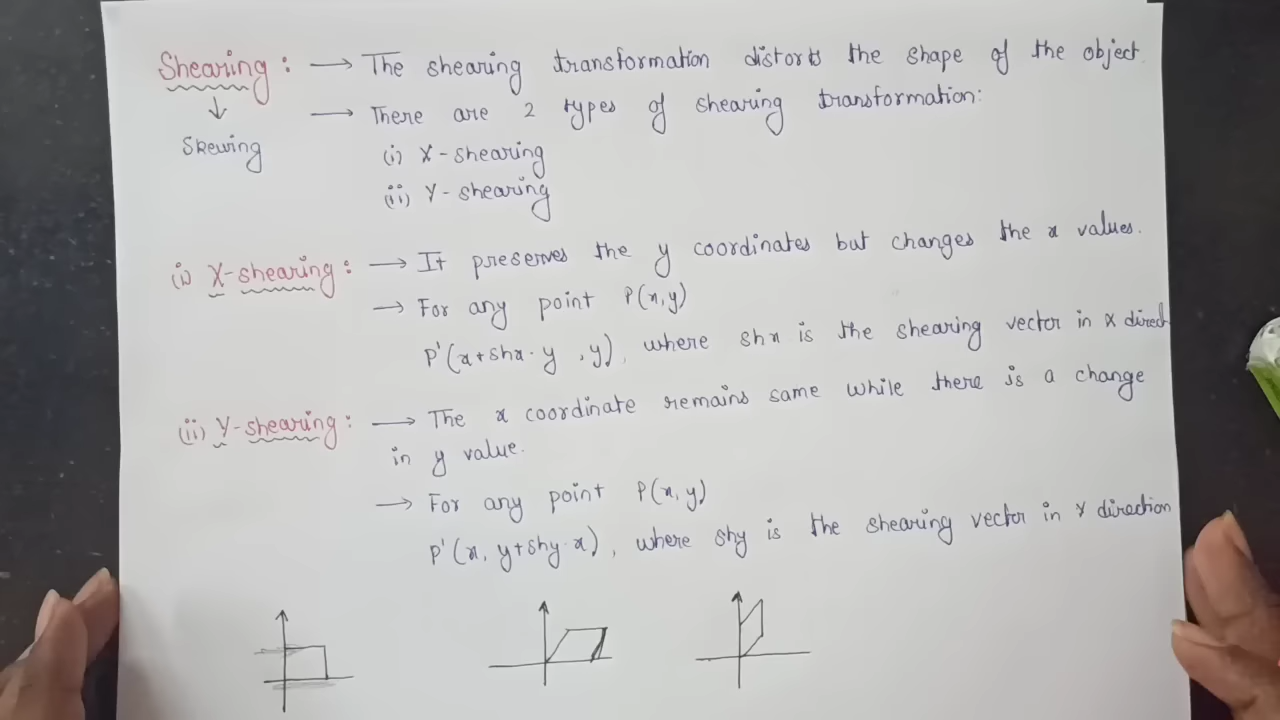 Shearing : → The shearing transformation distorts the shape of the object.
↓ → There are 2 types of shearing transformation:
Skewing
(i) X-shearing
(ii) Y-shearing
(i) X-shearing : → It preserves the y coordinates but changes the x values.
→ For any point P(x,y)
P'(x+shx·y ,y), where shx is the shearing vector in X direct
(ii) Y-shearing : → The x coordinate remains same while there is a change
in y value.
→ For any point P(x,y)
P'(x, y+shy·x), where shy is the shearing vector in Y direction